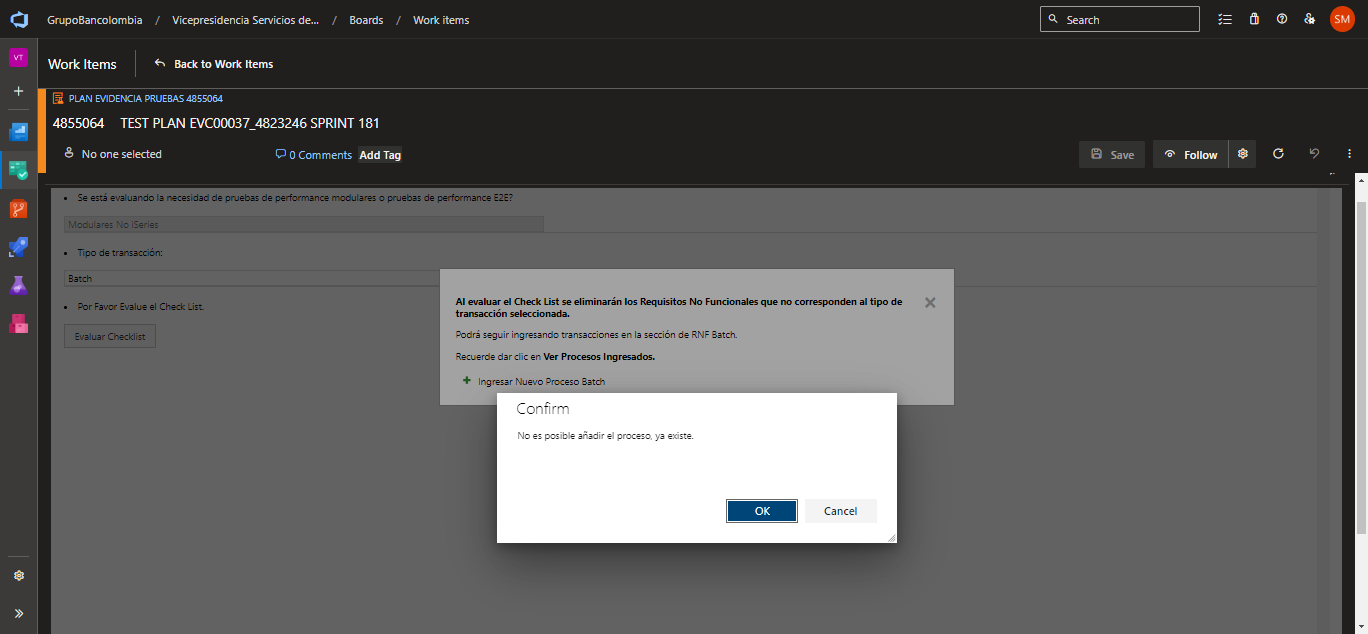 GrupoBancolombia / Vicepresidencia Servicios de... / Boards / Work items
Search
SM
VT
Work Items
Back to Work Items
PLAN EVIDENCIA PRUEBAS 4855064
4855064 TEST PLAN EVC00037_4823246 SPRINT 181
No one selected
0 Comments
Add Tag
Save
Follow
• Se está evaluando la necesidad de pruebas de performance modulares o pruebas de performance E2E?
Modulares No ISeries
• Tipo de transacción:
Batch
• Por Favor Evalue el Check List.
Evaluar Checklist
Al evaluar el Check List se eliminarán los Requisitos No Funcionales que no corresponden al tipo de
transacción seleccionada.
Podrá seguir ingresando transacciones en la sección de RNF Batch.
Recuerde dar clic en Ver Procesos Ingresados.
Ingresar Nuevo Proceso Batch
Confirm
No es posible añadir el proceso, ya existe.
OK
Cancel